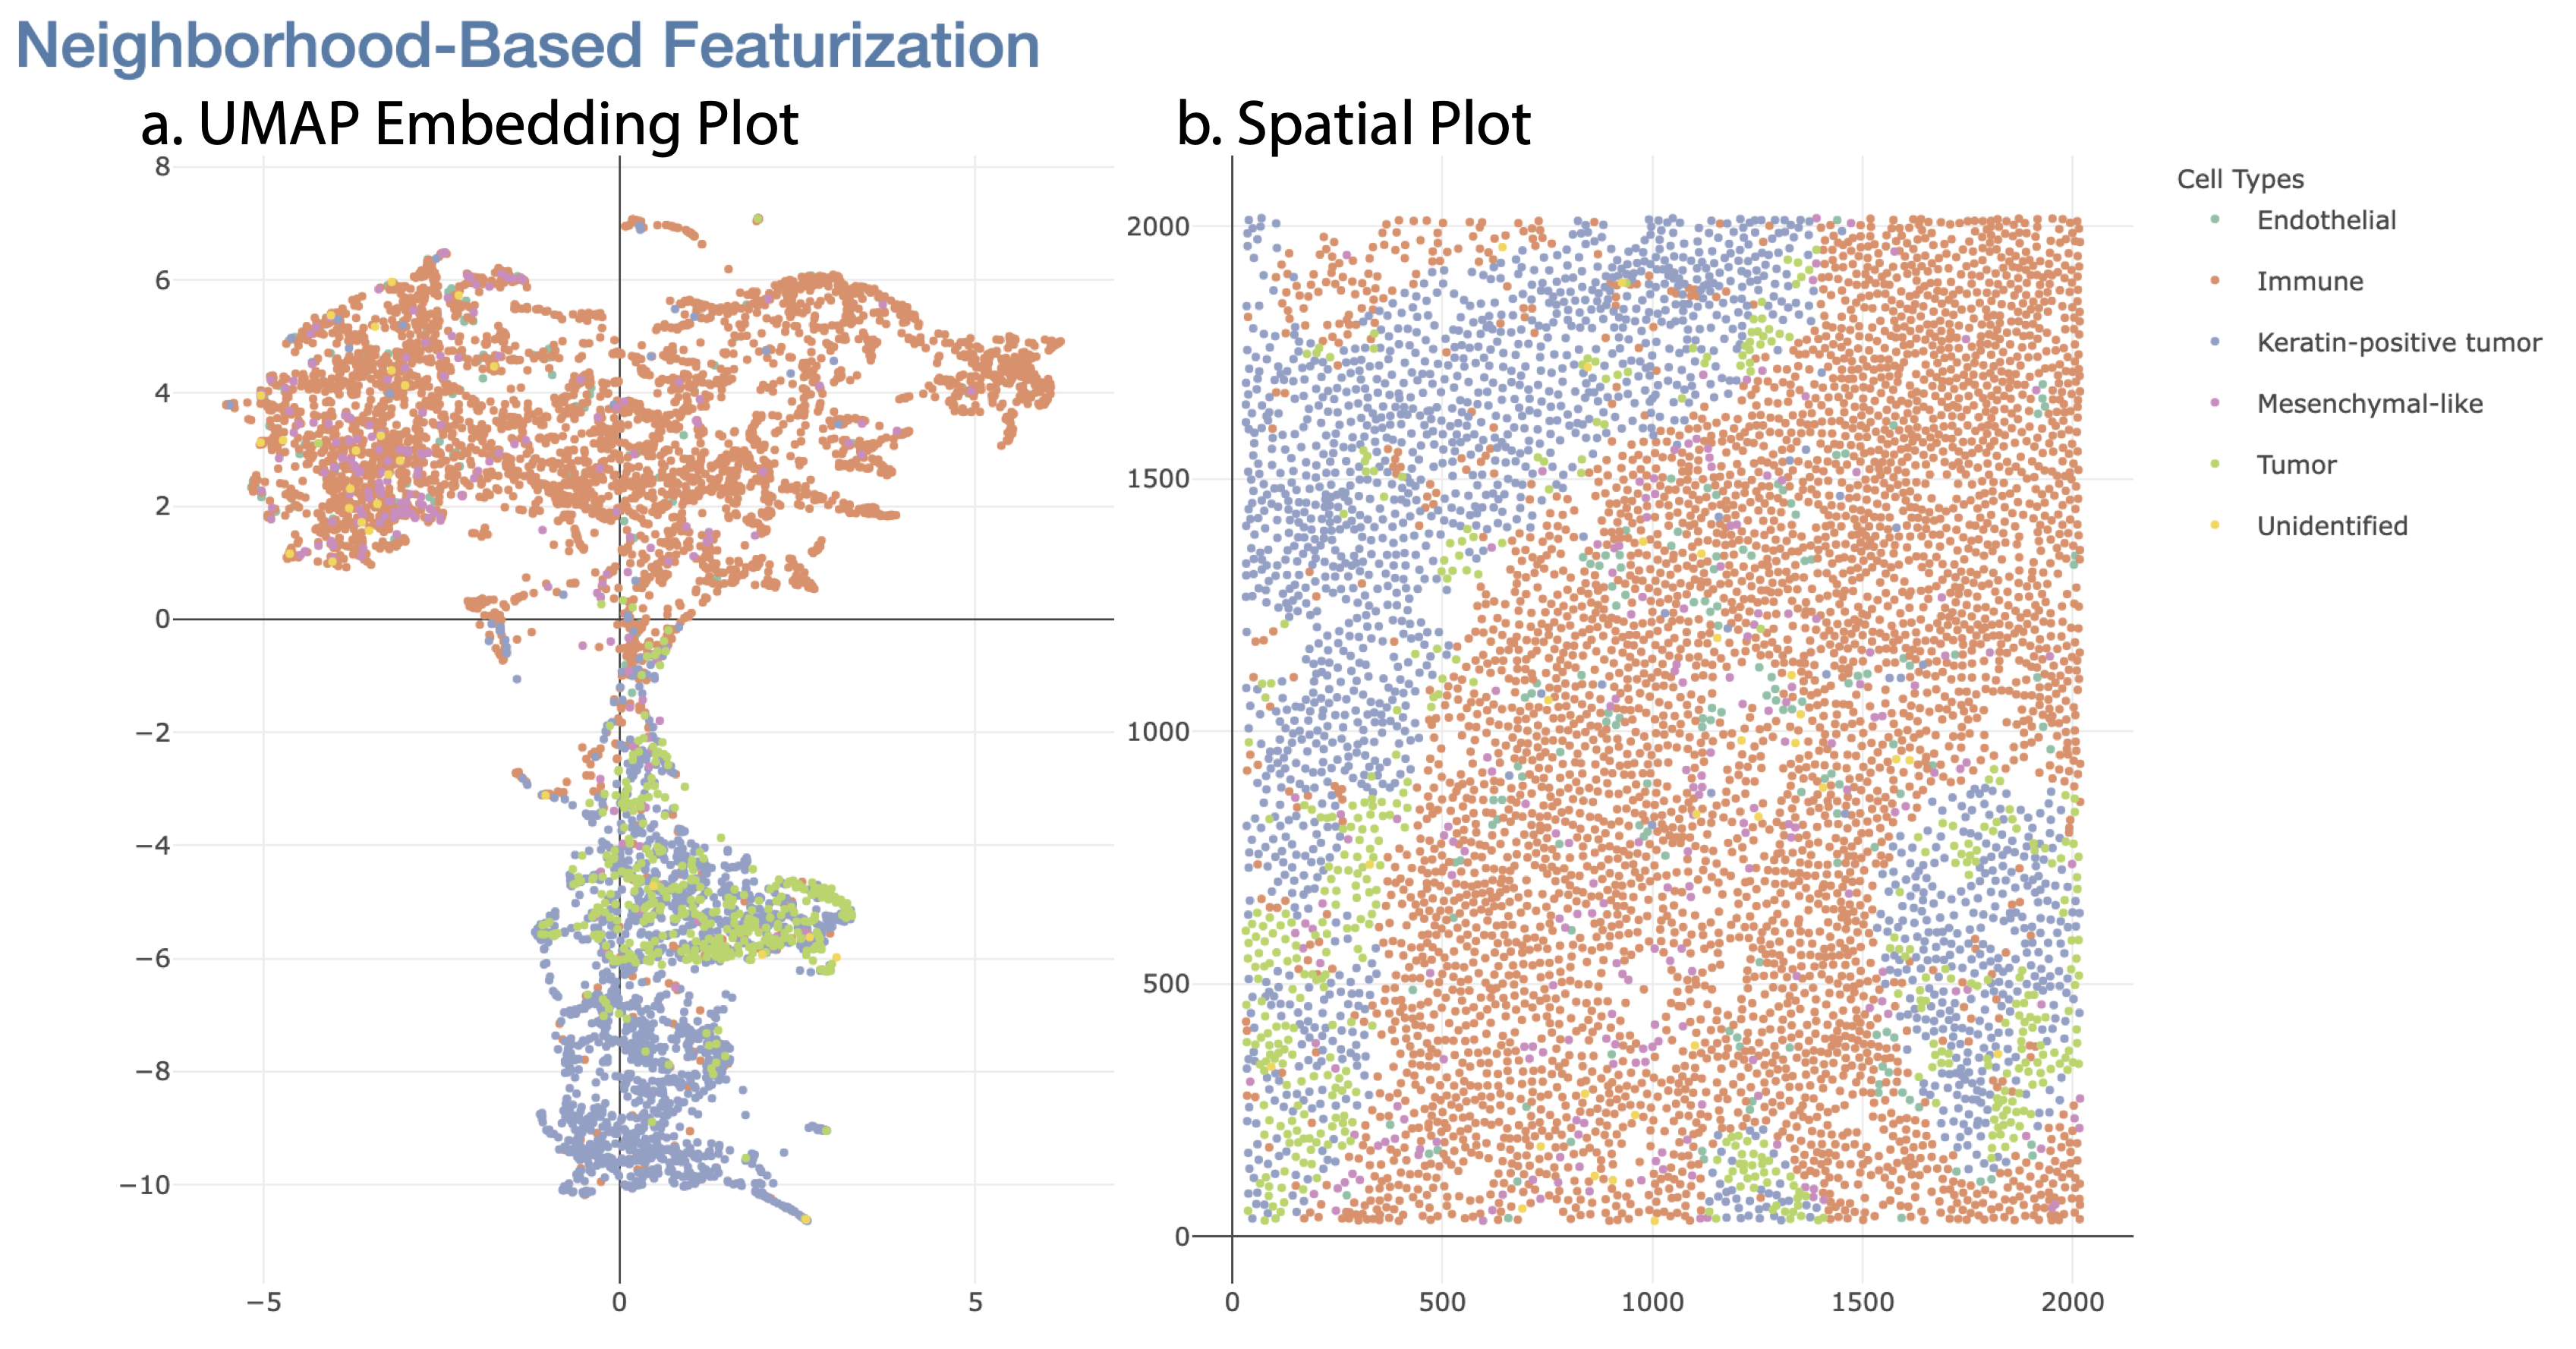 Neighborhood-Based Featurization
a. UMAP Embedding Plot
8
6
4
2
0
−2
−4
−6
−8
−10
−5
0
5
b. Spatial Plot
2000
1500
1000
500
0
0
500
1000
1500
2000
Cell Types
Endothelial
Immune
Keratin-positive tumor
Mesenchymal-like
Tumor
Unidentified